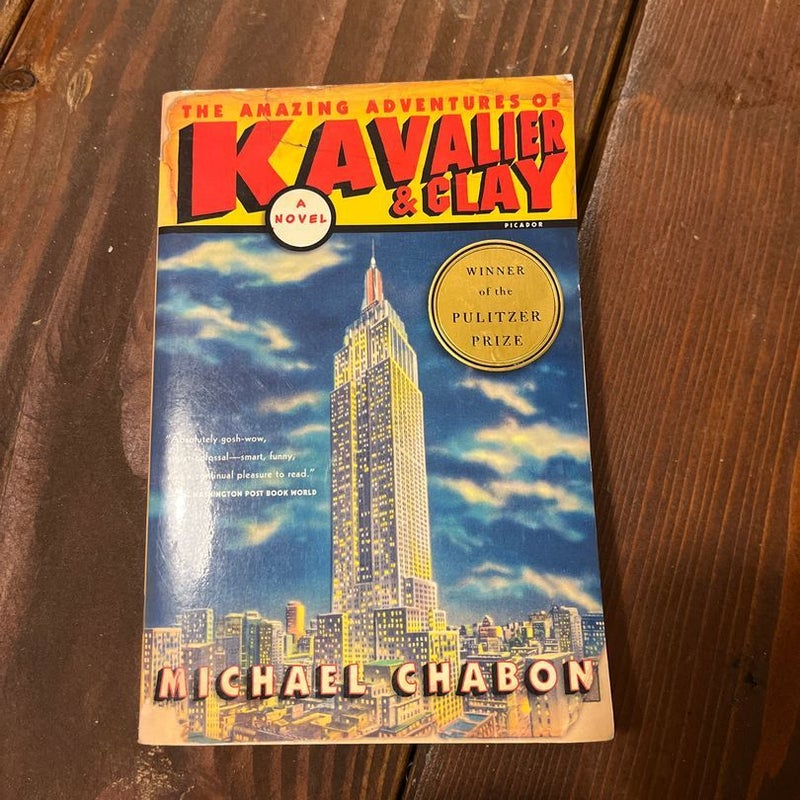 THE AMAZING ADVENTURES OF
KAVALIER
& CLAY
A
NOVEL
PICADOR
WINNER
of the
PULITZER
PRIZE
"Absolutely gosh-wow,
smart, funny,
continual pleasure to read."
WASHINGTON POST BOOK WORLD
MICHAEL CHABON